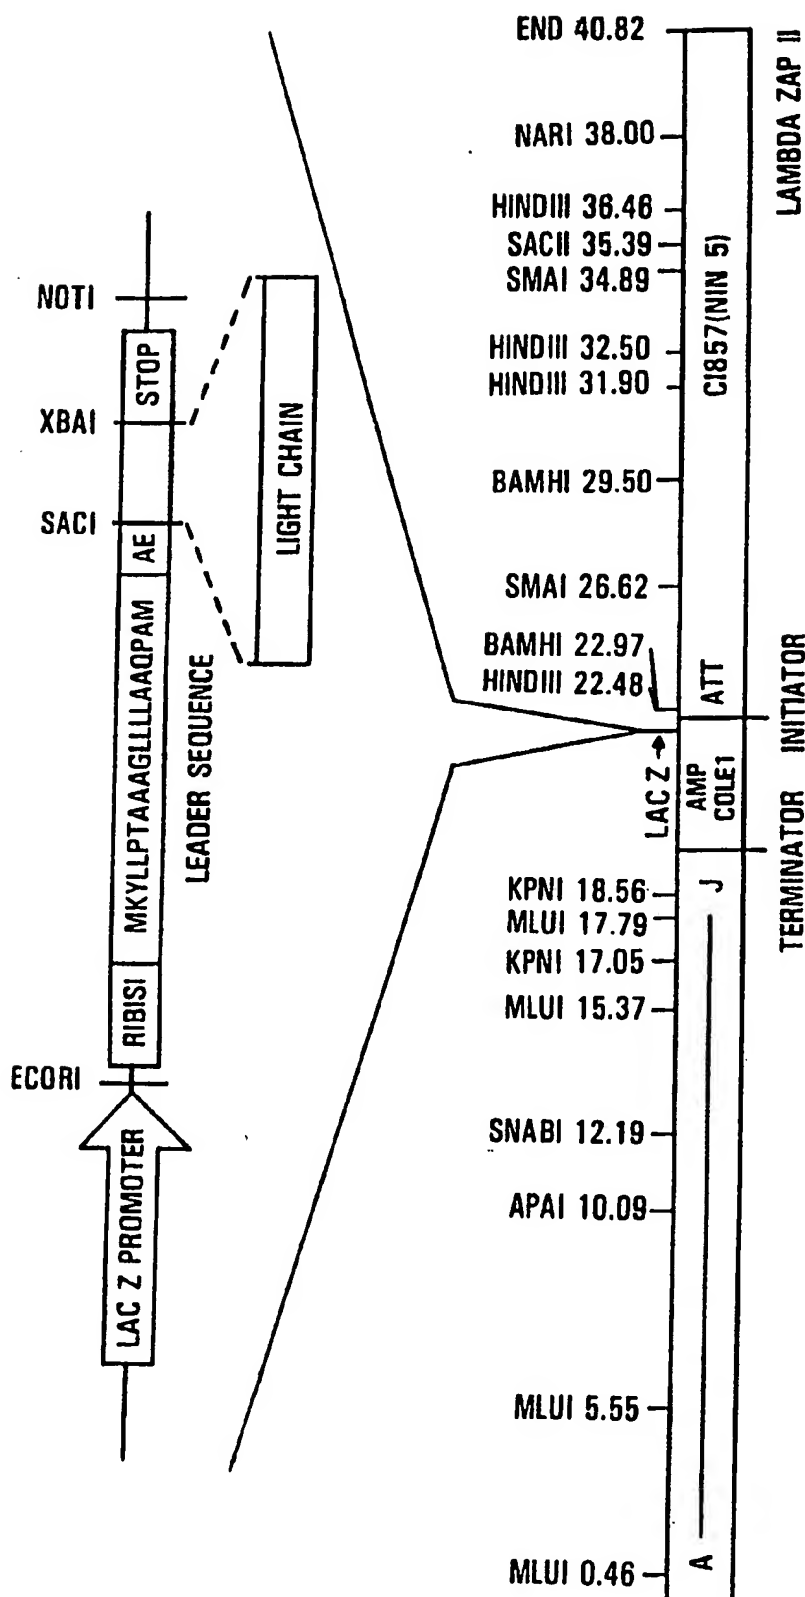 END 40.82
NARI 38.00
HINDIII 36.46
SACII 35.39
SMAI 34.89
HINDIII 32.50
HINDIII 31.90
BAMHI 29.50
SMAI 26.62
BAMHI 22.97
HINDIII 22.48
LAC Z
KPNI 18.56
MLUI 17.79
KPNI 17.05
MLUI 15.37
SNABI 12.19
APAI 10.09
MLUI 5.55
MLUI 0.46
LAMBDA ZAP II
CI857(NIN 5)
ATT
INITIATOR
AMP
COLE1
TERMINATOR
J
A
NOTI
XBAI
SACI
ECORI
STOP
AE
MKYLLPTAAAGLLLLAAQPAM
LEADER SEQUENCE
RIBISI
LAC Z PROMOTER
LIGHT CHAIN